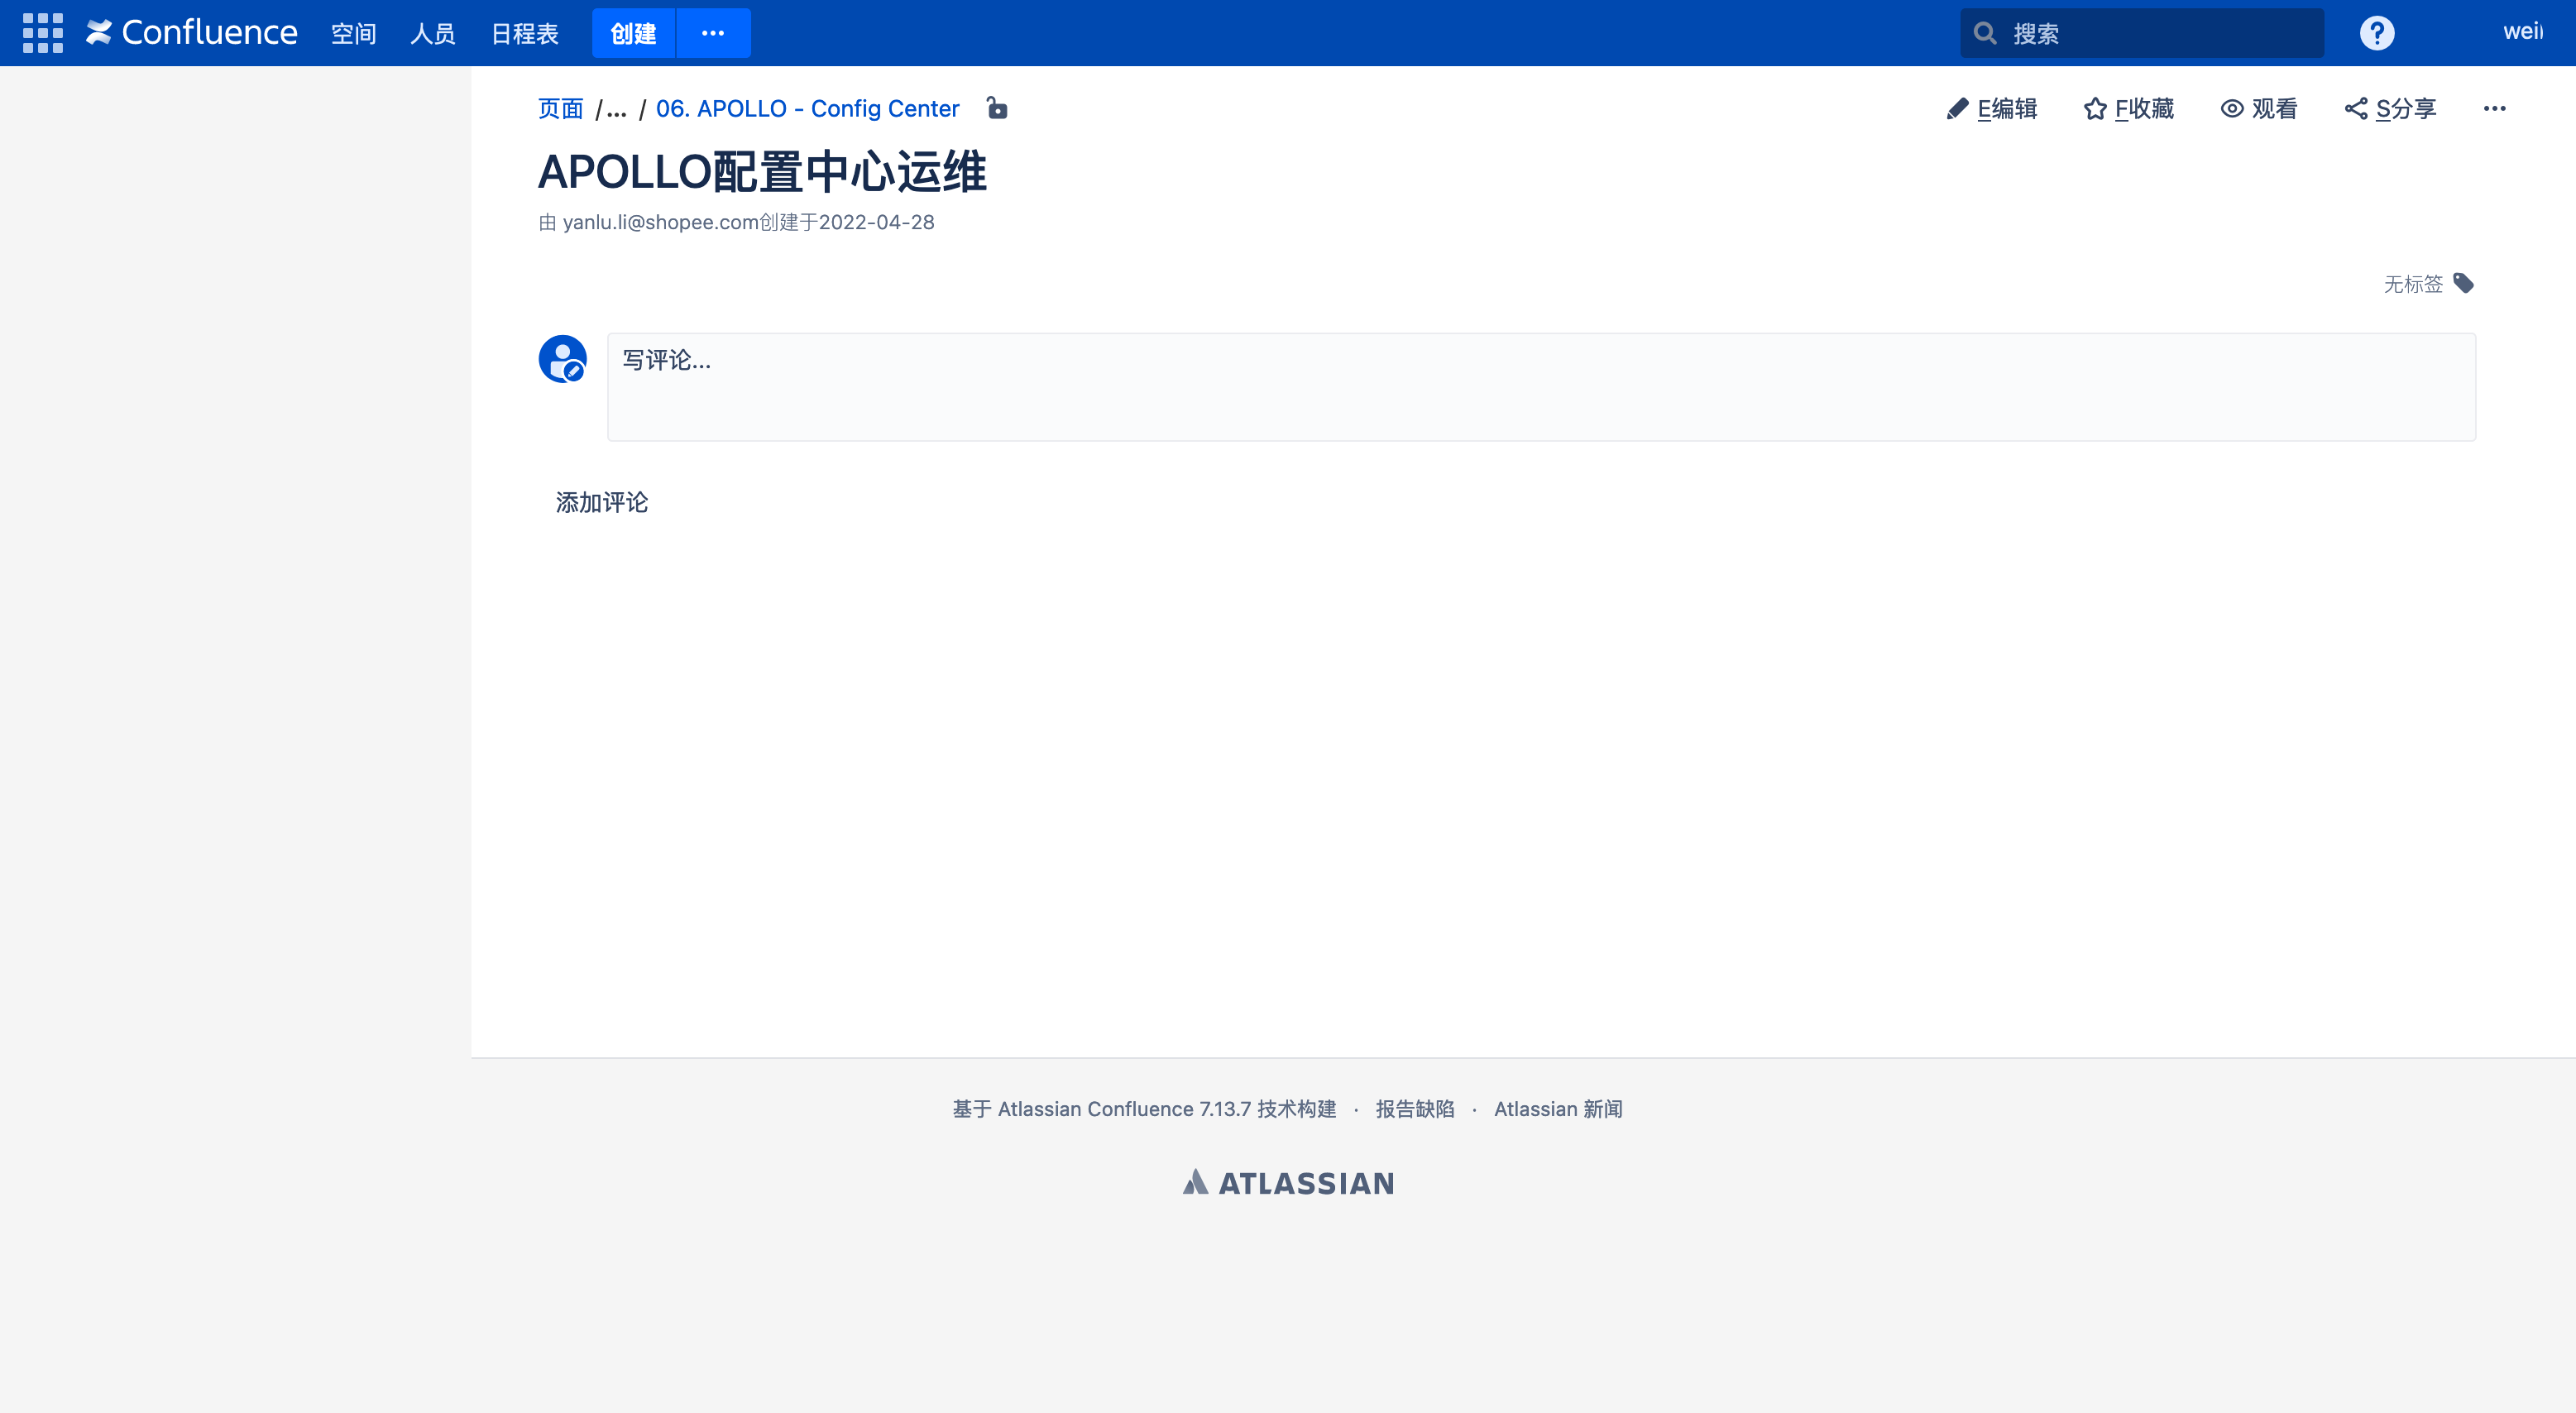 Confluence 空间 人员 日程表 创建 ··· 搜索 ? weii
页面 /... / 06. APOLLO - Config Center E编辑 F收藏 观看 S分享 ···
APOLLO配置中心运维
由 yanlu.li@shopee.com创建于2022-04-28
无标签
写评论...
添加评论
基于 Atlassian Confluence 7.13.7 技术构建 · 报告缺陷 · Atlassian 新闻
ATLASSIAN